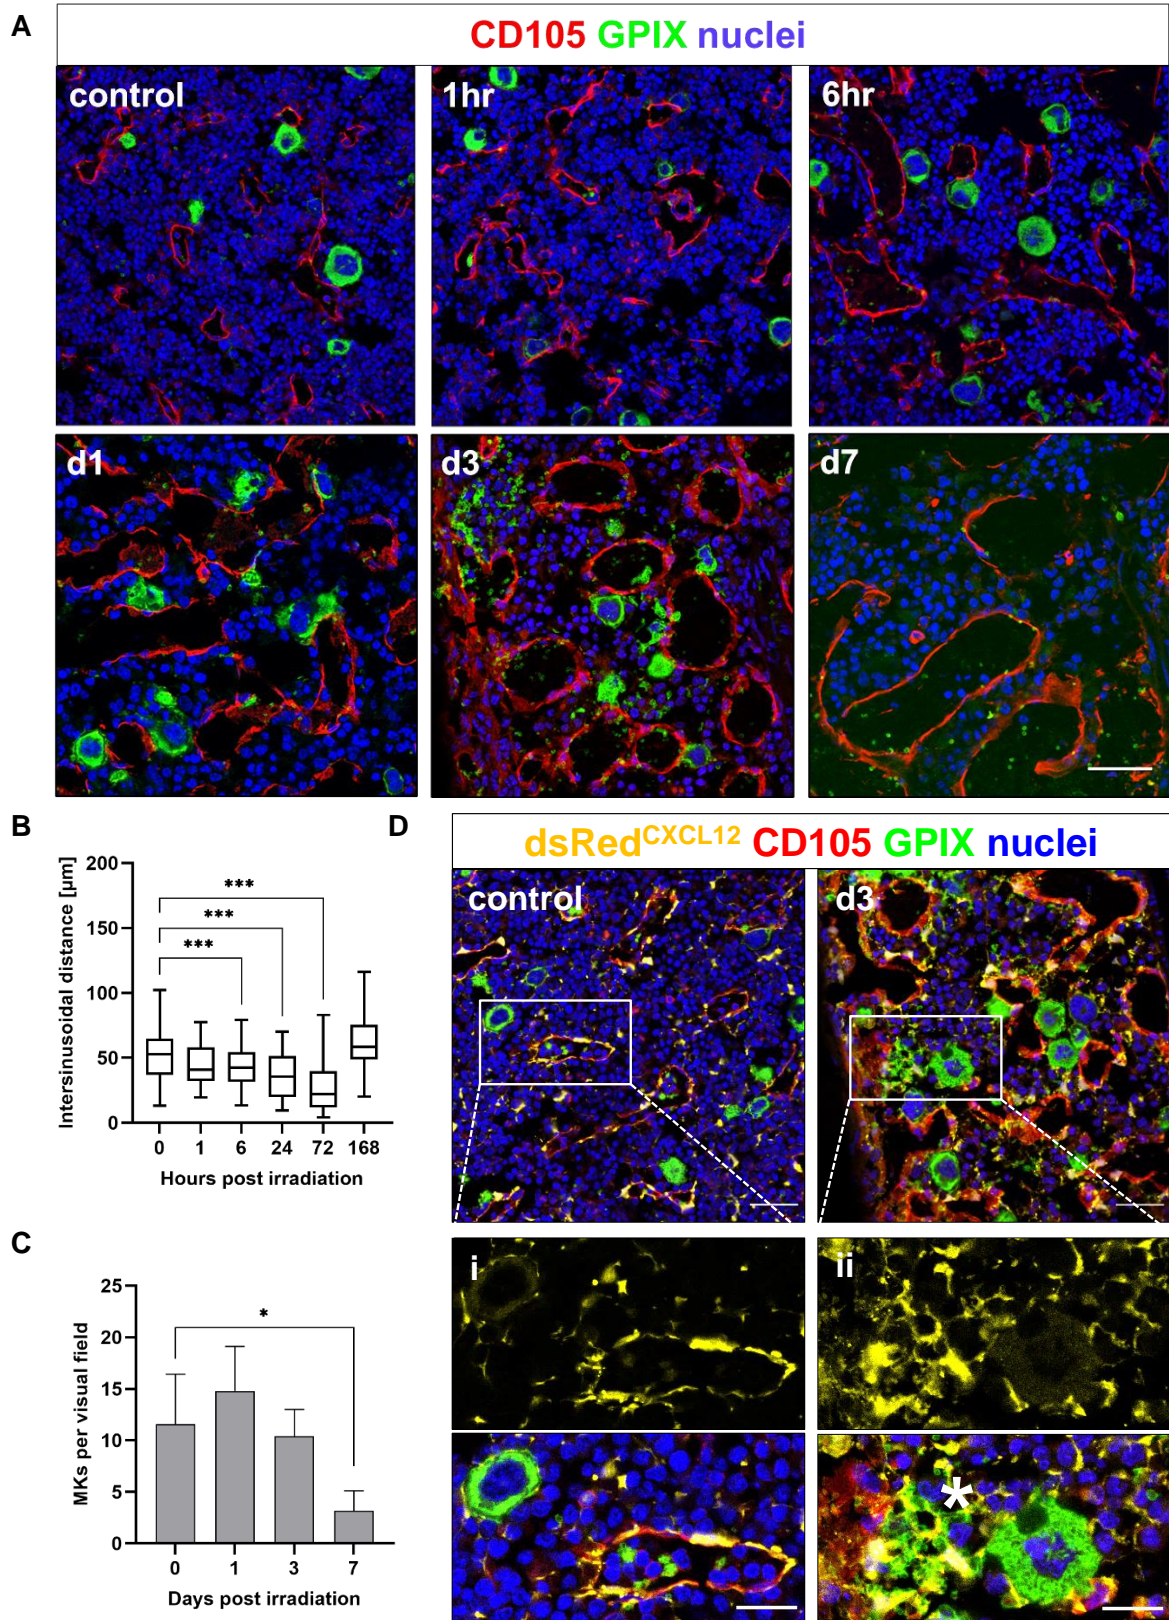 A
CD105 GPIX nuclei
control
1hr
6hr
d1
d3
d7
B
Intersinusoidal distance [µm]
200
150
100
50
0
***
***
***
0 1 6 24 72 168
Hours post irradiation
C
MKs per visual field
25
20
15
10
5
0
*
0 1 3 7
Days post irradiation
D
dsRedCXCL12 CD105 GPIX nuclei
control
d3
i
ii
*